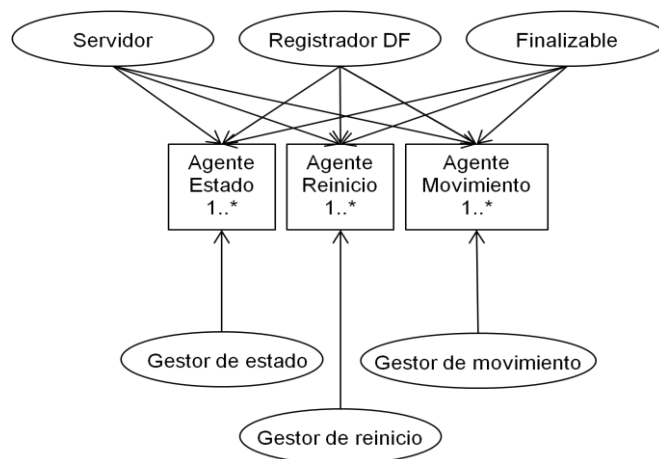 Servidor
Registrador DF
Finalizable
Agente
Estado
1..*
Agente
Reinicio
1..*
Agente
Movimiento
1..*
Gestor de estado
Gestor de movimiento
Gestor de reinicio